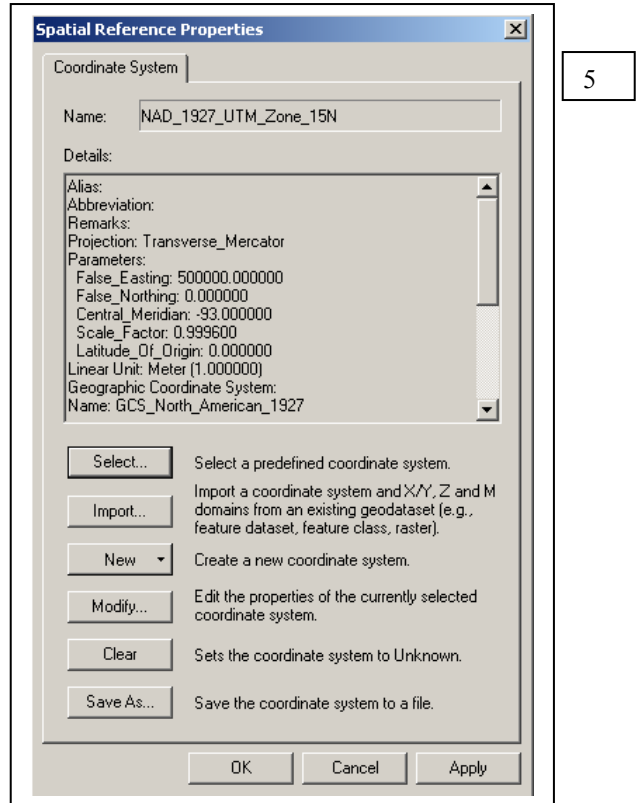 Spatial Reference Properties
5
Coordinate System
Name: NAD_1927_UTM_Zone_15N
Details:
Alias:
Abbreviation:
Remarks:
Projection: Transverse_Mercator
Parameters:
False_Easting: 500000.000000
False_Northing: 0.000000
Central_Meridian: -93.000000
Scale_Factor: 0.999600
Latitude_Of_Origin: 0.000000
Linear Unit: Meter (1.000000)
Geographic Coordinate System:
Name: GCS_North_American_1927
Select... Select a predefined coordinate system.
Import... Import a coordinate system and X/Y, Z and M
domains from an existing geodataset (e.g.,
feature dataset, feature class, raster).
New Create a new coordinate system.
Modify... Edit the properties of the currently selected
coordinate system.
Clear Sets the coordinate system to Unknown.
Save As... Save the coordinate system to a file.
OK Cancel Apply